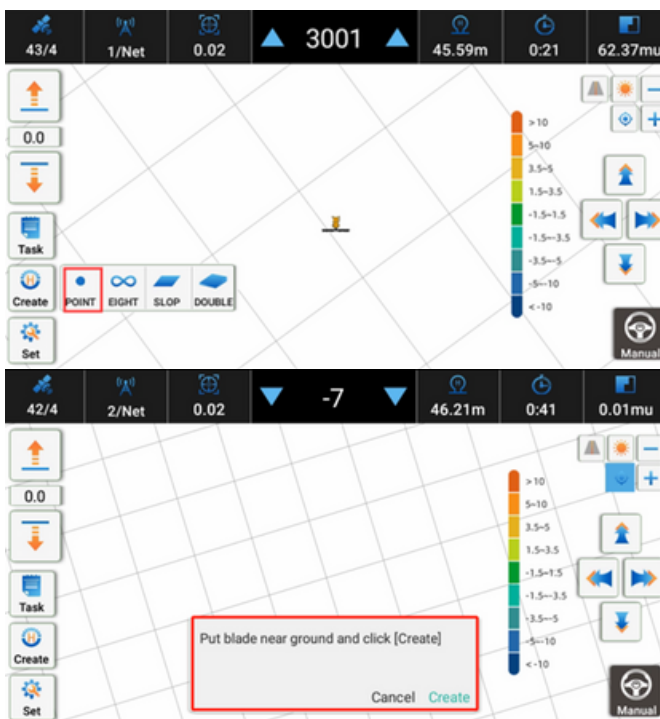 43/4
1/Net
0.02
3001
45.59m
0:21
62.37mu
0.0
Task
Create
POINT
EIGHT
SLOP
DOUBLE
Set
>10
5~10
3.5~5
1.5~3.5
-1.5~1.5
-1.5~-3.5
-3.5~-5
-5~-10
<-10
Manual
42/4
2/Net
0.02
-7
46.21m
0:41
0.01mu
0.0
Task
Create
Set
Put blade near ground and click [Create]
Cancel
Create
>10
5~10
3.5~5
1.5~3.5
-1.5~1.5
-1.5~-3.5
-3.5~-5
-5~-10
<-10
Manual